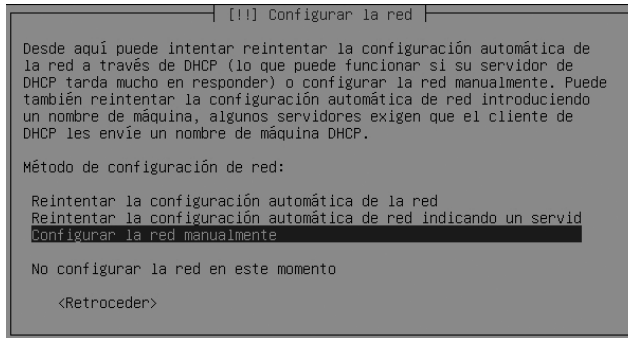 [!!] Configurar la red
Desde aquí puede intentar reintentar la configuración automática de
la red a través de DHCP (lo que puede funcionar si su servidor de
DHCP tarda mucho en responder) o configurar la red manualmente. Puede
también reintentar la configuración automática de red introduciendo
un nombre de máquina, algunos servidores exigen que el cliente de
DHCP les envíe un nombre de máquina DHCP.
Método de configuración de red:
Reintentar la configuración automática de la red
Reintentar la configuración automática de red indicando un servid
Configurar la red manualmente
No configurar la red en este momento
<Retroceder>